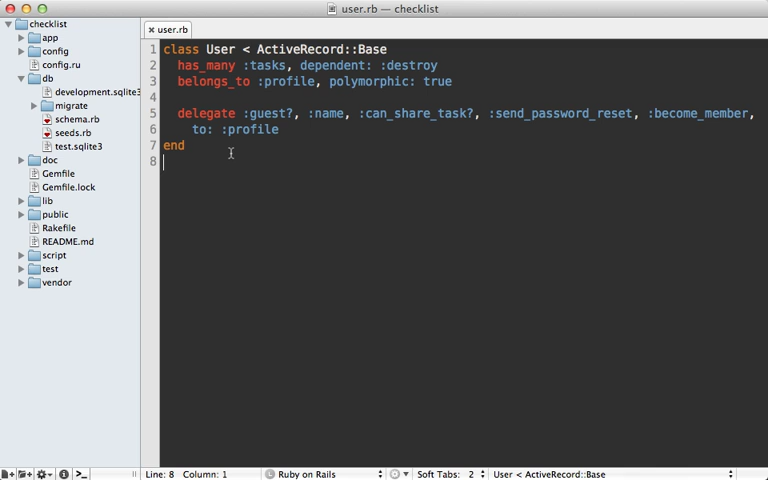 user.rb — checklist
checklist
app
config
config.ru
db
development.sqlite3
migrate
schema.rb
seeds.rb
test.sqlite3
doc
Gemfile
Gemfile.lock
lib
public
Rakefile
README.md
script
test
vendor
user.rb
1 class User < ActiveRecord::Base
2 has_many :tasks, dependent: :destroy
3 belongs_to :profile, polymorphic: true
4
5 delegate :guest?, :name, :can_share_task?, :send_password_reset, :become_member,
6 to: :profile
7 end
8
Line: 8 Column: 1 Ruby on Rails Soft Tabs: 2 User < ActiveRecord::Base